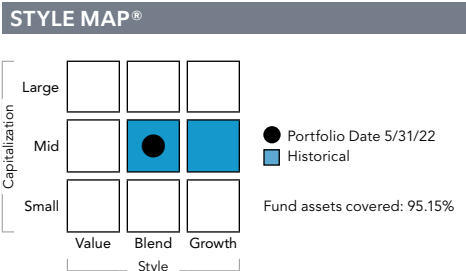 STYLE MAP®
Capitalization
Large
Mid
Small
Value Blend Growth
Style
Portfolio Date 5/31/22
Historical
Fund assets covered: 95.15%